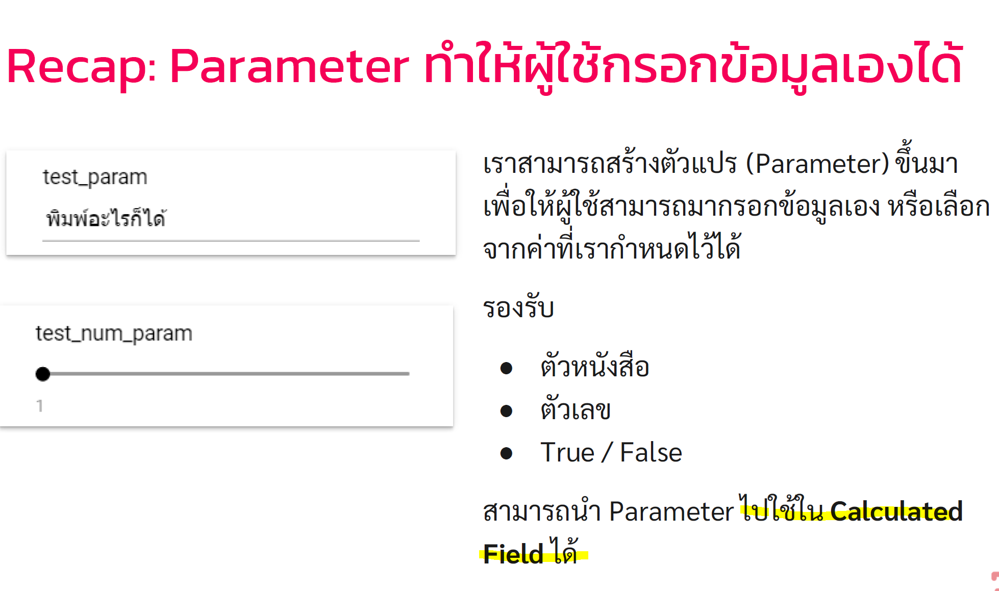 Recap: Parameter ทำให้ผู้ใช้กรอกข้อมูลเองได้
test_param
พิมพ์อะไรก็ได้
test_num_param
1
เราสามารถสร้างตัวแปร (Parameter) ขึ้นมา
เพื่อให้ผู้ใช้สามารถมากรอกข้อมูลเอง หรือเลือก
จากค่าที่เรากำหนดไว้ได้
รองรับ
● ตัวหนังสือ
● ตัวเลข
● True / False
สามารถนำ Parameter ไปใช้ใน Calculated
Field ได้